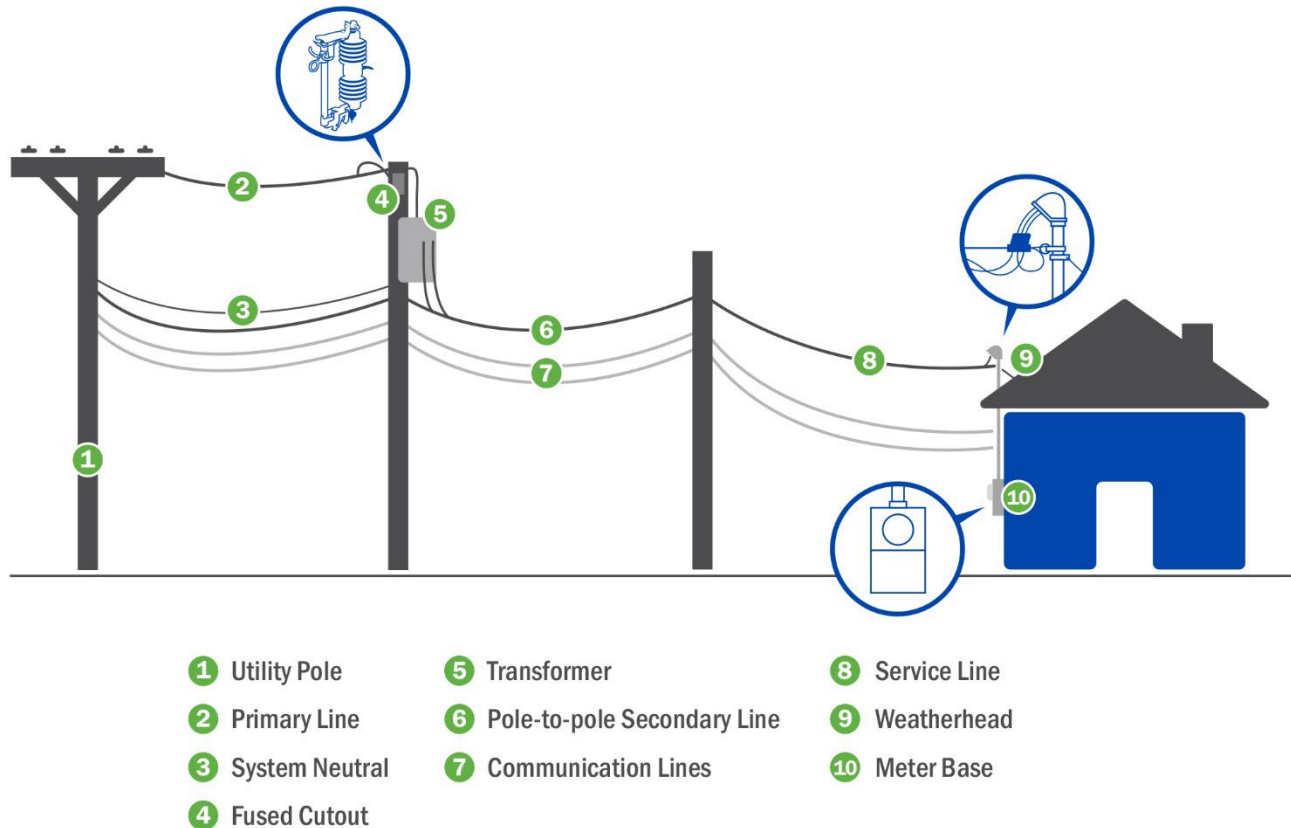 2
4
5
3
6
7
8
9
1
10
1 Utility Pole
2 Primary Line
3 System Neutral
4 Fused Cutout
5 Transformer
6 Pole-to-pole Secondary Line
7 Communication Lines
8 Service Line
9 Weatherhead
10 Meter Base